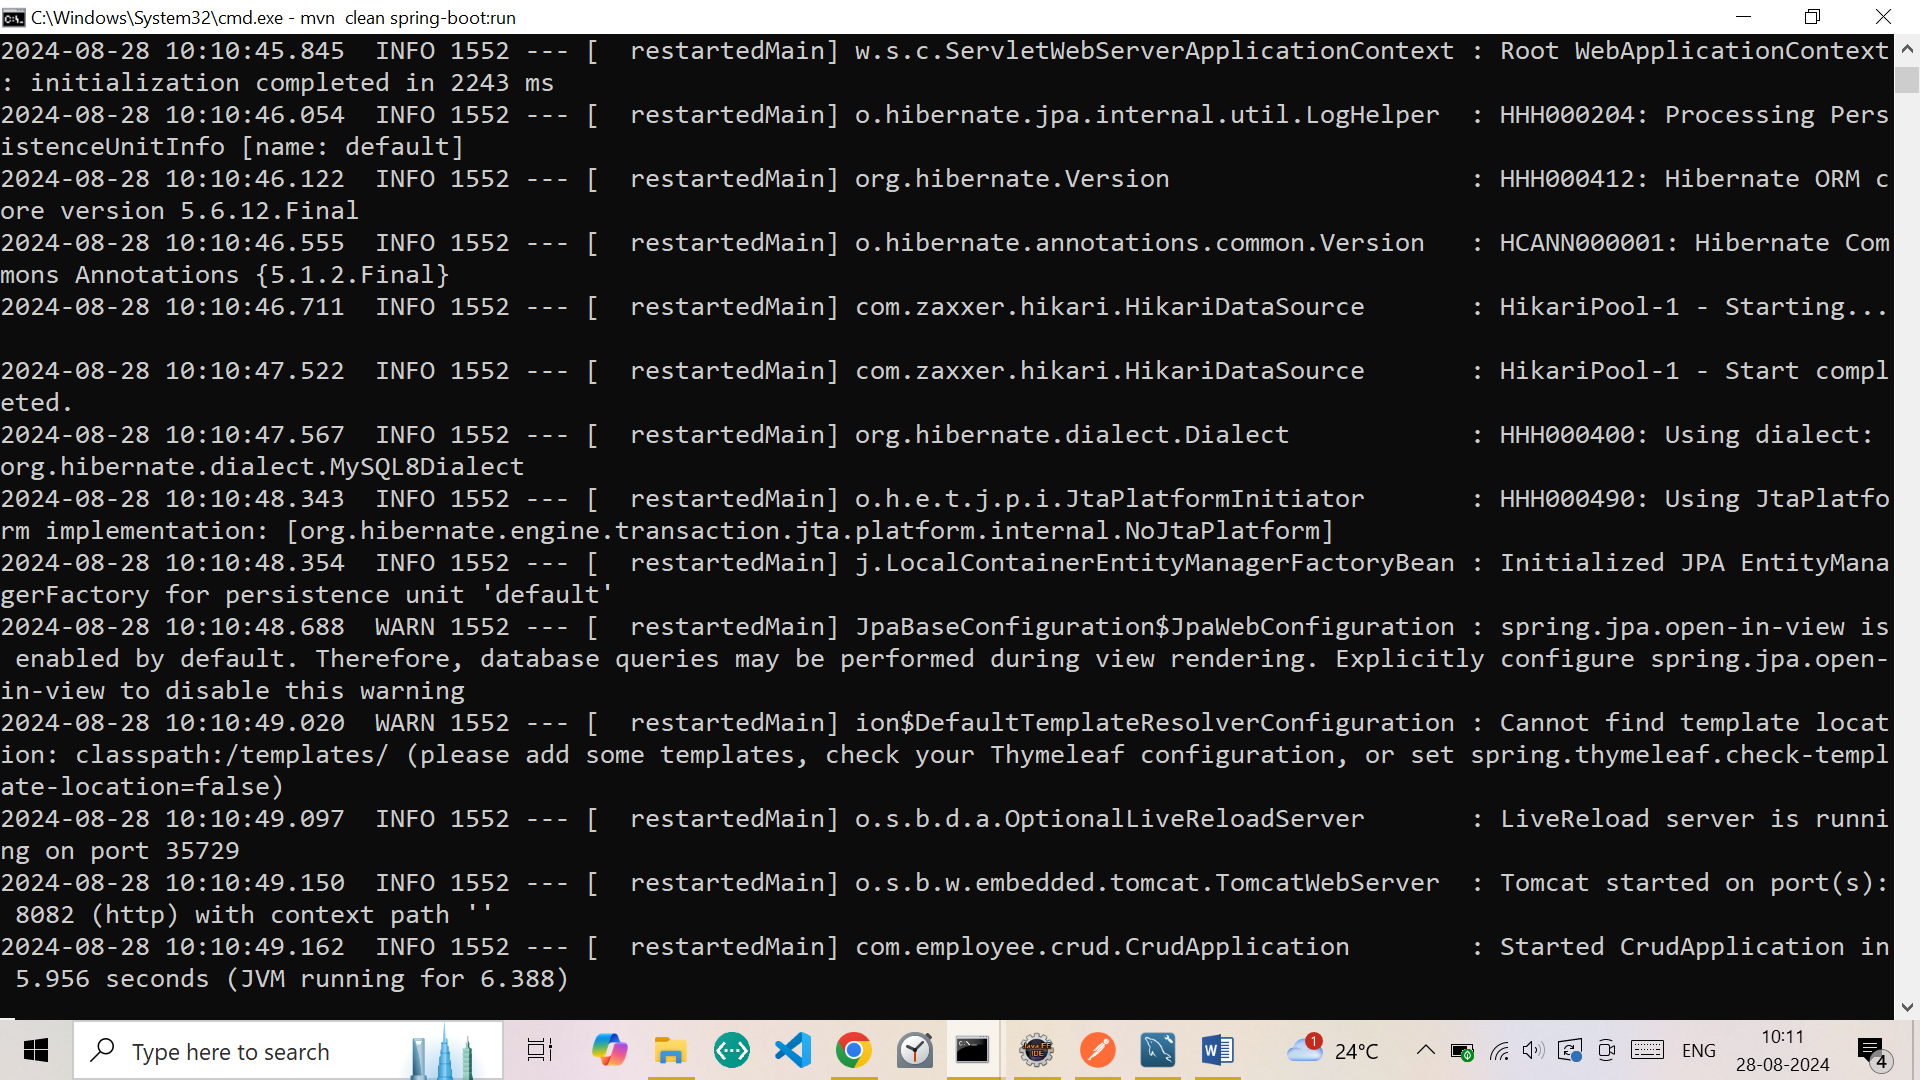 C:\Windows\System32\cmd.exe - mvn  clean spring-boot:run
2024-08-28 10:10:45.845  INFO 1552 --- [  restartedMain] w.s.c.ServletWebServerApplicationContext : Root WebApplicationContext
: initialization completed in 2243 ms
2024-08-28 10:10:46.054  INFO 1552 --- [  restartedMain] o.hibernate.jpa.internal.util.LogHelper  : HHH000204: Processing Pers
istenceUnitInfo [name: default]
2024-08-28 10:10:46.122  INFO 1552 --- [  restartedMain] org.hibernate.Version                    : HHH000412: Hibernate ORM c
ore version 5.6.12.Final
2024-08-28 10:10:46.555  INFO 1552 --- [  restartedMain] o.hibernate.annotations.common.Version   : HCANN000001: Hibernate Com
mons Annotations {5.1.2.Final}
2024-08-28 10:10:46.711  INFO 1552 --- [  restartedMain] com.zaxxer.hikari.HikariDataSource       : HikariPool-1 - Starting...
2024-08-28 10:10:47.522  INFO 1552 --- [  restartedMain] com.zaxxer.hikari.HikariDataSource       : HikariPool-1 - Start compl
eted.
2024-08-28 10:10:47.567  INFO 1552 --- [  restartedMain] org.hibernate.dialect.Dialect            : HHH000400: Using dialect:
org.hibernate.dialect.MySQL8Dialect
2024-08-28 10:10:48.343  INFO 1552 --- [  restartedMain] o.h.e.t.j.p.i.JtaPlatformInitiator       : HHH000490: Using JtaPlatfo
rm implementation: [org.hibernate.engine.transaction.jta.platform.internal.NoJtaPlatform]
2024-08-28 10:10:48.354  INFO 1552 --- [  restartedMain] j.LocalContainerEntityManagerFactoryBean : Initialized JPA EntityMana
gerFactory for persistence unit 'default'
2024-08-28 10:10:48.688  WARN 1552 --- [  restartedMain] JpaBaseConfiguration$JpaWebConfiguration : spring.jpa.open-in-view is
 enabled by default. Therefore, database queries may be performed during view rendering. Explicitly configure spring.jpa.open-
in-view to disable this warning
2024-08-28 10:10:49.020  WARN 1552 --- [  restartedMain] ion$DefaultTemplateResolverConfiguration : Cannot find template locat
ion: classpath:/templates/ (please add some templates, check your Thymeleaf configuration, or set spring.thymeleaf.check-templ
ate-location=false)
2024-08-28 10:10:49.097  INFO 1552 --- [  restartedMain] o.s.b.d.a.OptionalLiveReloadServer       : LiveReload server is runni
ng on port 35729
2024-08-28 10:10:49.150  INFO 1552 --- [  restartedMain] o.s.b.w.embedded.tomcat.TomcatWebServer  : Tomcat started on port(s):
 8082 (http) with context path ''
2024-08-28 10:10:49.162  INFO 1552 --- [  restartedMain] com.employee.crud.CrudApplication        : Started CrudApplication in
 5.956 seconds (JVM running for 6.388)
Type here to search
Java EE IDE
1
24°C
ENG
10:11
28-08-2024
4